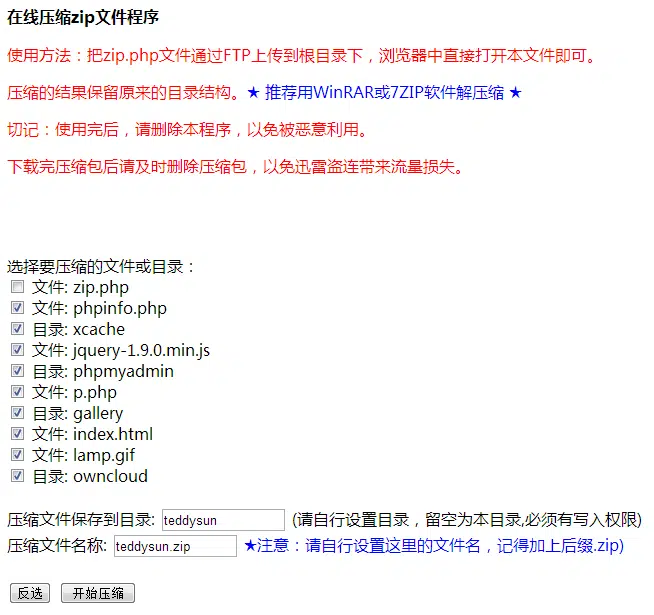 在线压缩zip文件程序
使用方法：把zip.php文件通过FTP上传到根目录下，浏览器中直接打开本文件即可。
压缩的结果保留原来的目录结构。★ 推荐用WinRAR或7ZIP软件解压缩 ★
切记：使用完后，请删除本程序，以免被恶意利用。
下载完压缩包后请及时删除压缩包，以免迅雷盗连带来流量损失。
选择要压缩的文件或目录：
文件: zip.php
文件: phpinfo.php
目录: xcache
文件: jquery-1.9.0.min.js
目录: phpmyadmin
文件: p.php
目录: gallery
文件: index.html
文件: lamp.gif
目录: owncloud
压缩文件保存到目录: teddysun (请自行设置目录，留空为本目录,必须有写入权限)
压缩文件名称: teddysun.zip ★注意：请自行设置这里的文件名，记得加上后缀.zip)
反选 开始压缩